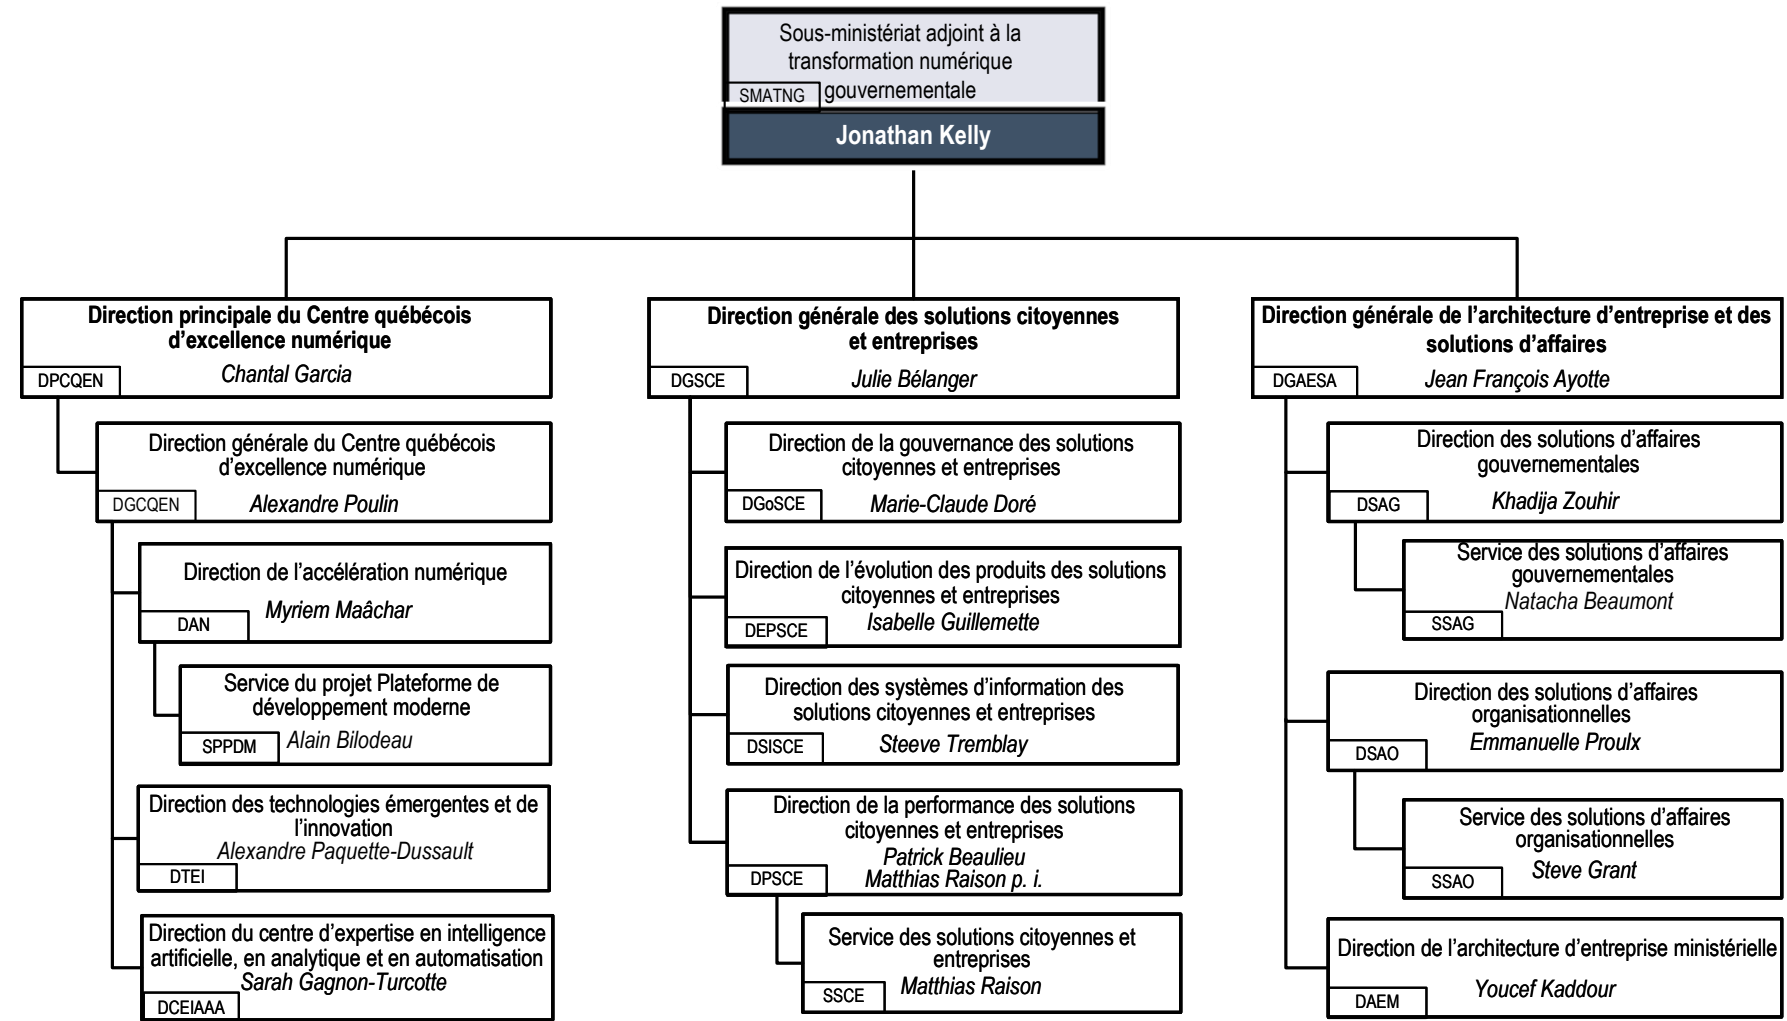 Sous-ministériat adjoint à la
transformation numérique
gouvernementale
SMATNG
Jonathan Kelly
Direction principale du Centre québécois
d'excellence numérique
Chantal Garcia
DPCQEN
Direction générale du Centre québécois
d'excellence numérique
DGCQEN
Alexandre Poulin
Direction de l'accélération numérique
Myriem Maâchar
DAN
Service du projet Plateforme de
développement moderne
SPPDM
Alain Bilodeau
Direction des technologies émergentes et de
l'innovation
Alexandre Paquette-Dussault
DTEI
Direction du centre d'expertise en intelligence
artificielle, en analytique et en automatisation
Sarah Gagnon-Turcotte
DCEIAAA
Direction générale des solutions citoyennes
et entreprises
DGSCE
Julie Bélanger
Direction de la gouvernance des solutions
citoyennes et entreprises
DGoSCE
Marie-Claude Doré
Direction de l'évolution des produits des solutions
citoyennes et entreprises
Isabelle Guillemette
DEPSCE
Direction des systèmes d'information des
solutions citoyennes et entreprises
DSISCE
Steeve Tremblay
Direction de la performance des solutions
citoyennes et entreprises
Patrick Beaulieu
DPSCE
Matthias Raison p. i.
Service des solutions citoyennes et
entreprises
Matthias Raison
SSCE
Direction générale de l'architecture d'entreprise et des
solutions d'affaires
DGAESA
Jean François Ayotte
Direction des solutions d'affaires
gouvernementales
DSAG
Khadija Zouhir
Service des solutions d'affaires
gouvernementales
Natacha Beaumont
SSAG
Direction des solutions d'affaires
organisationnelles
Emmanuelle Proulx
DSAO
Service des solutions d'affaires
organisationnelles
Steve Grant
SSAO
Direction de l'architecture d'entreprise ministérielle
Youcef Kaddour
DAEM